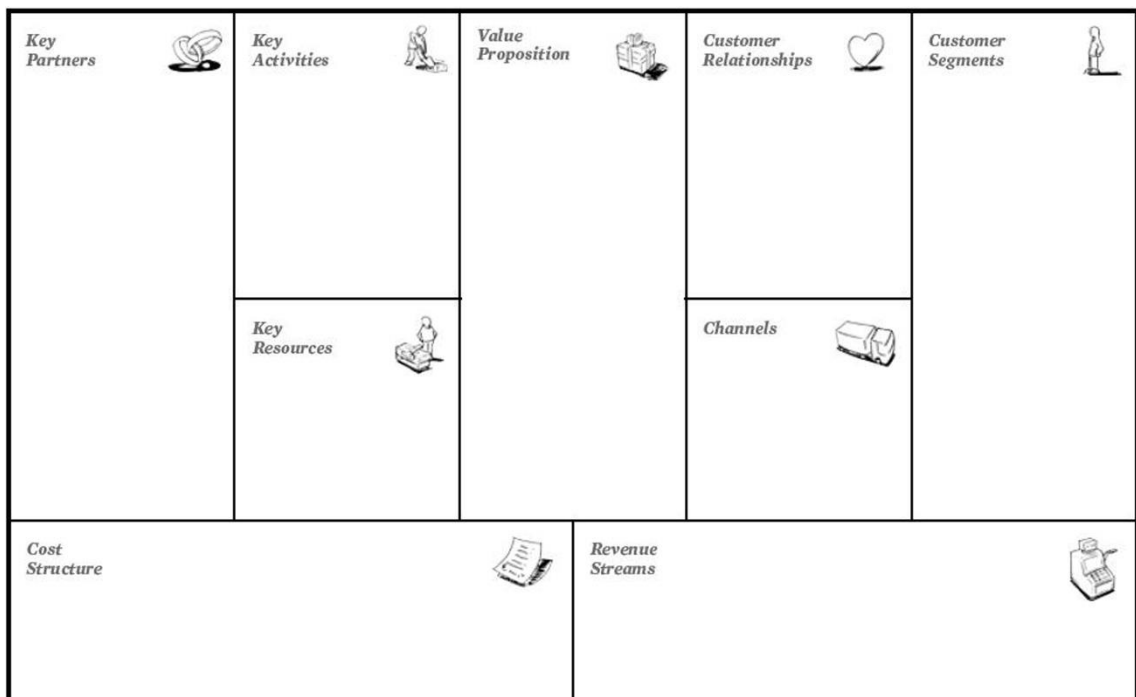 Key
Partners
Key
Activities
Value
Proposition
Customer
Relationships
Customer
Segments
Key
Resources
Channels
Cost
Structure
Revenue
Streams